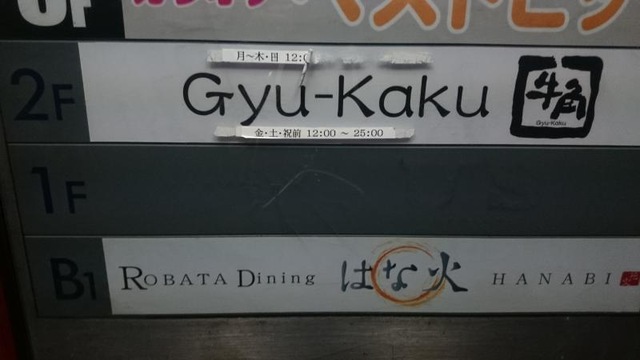 月～木・日 12:0
2F Gyu-Kaku 牛角
Gyu-Kaku
金・土・祝前 12:00 ～ 25:00
1F
B1 ROBATA Dining はな火 HANABI